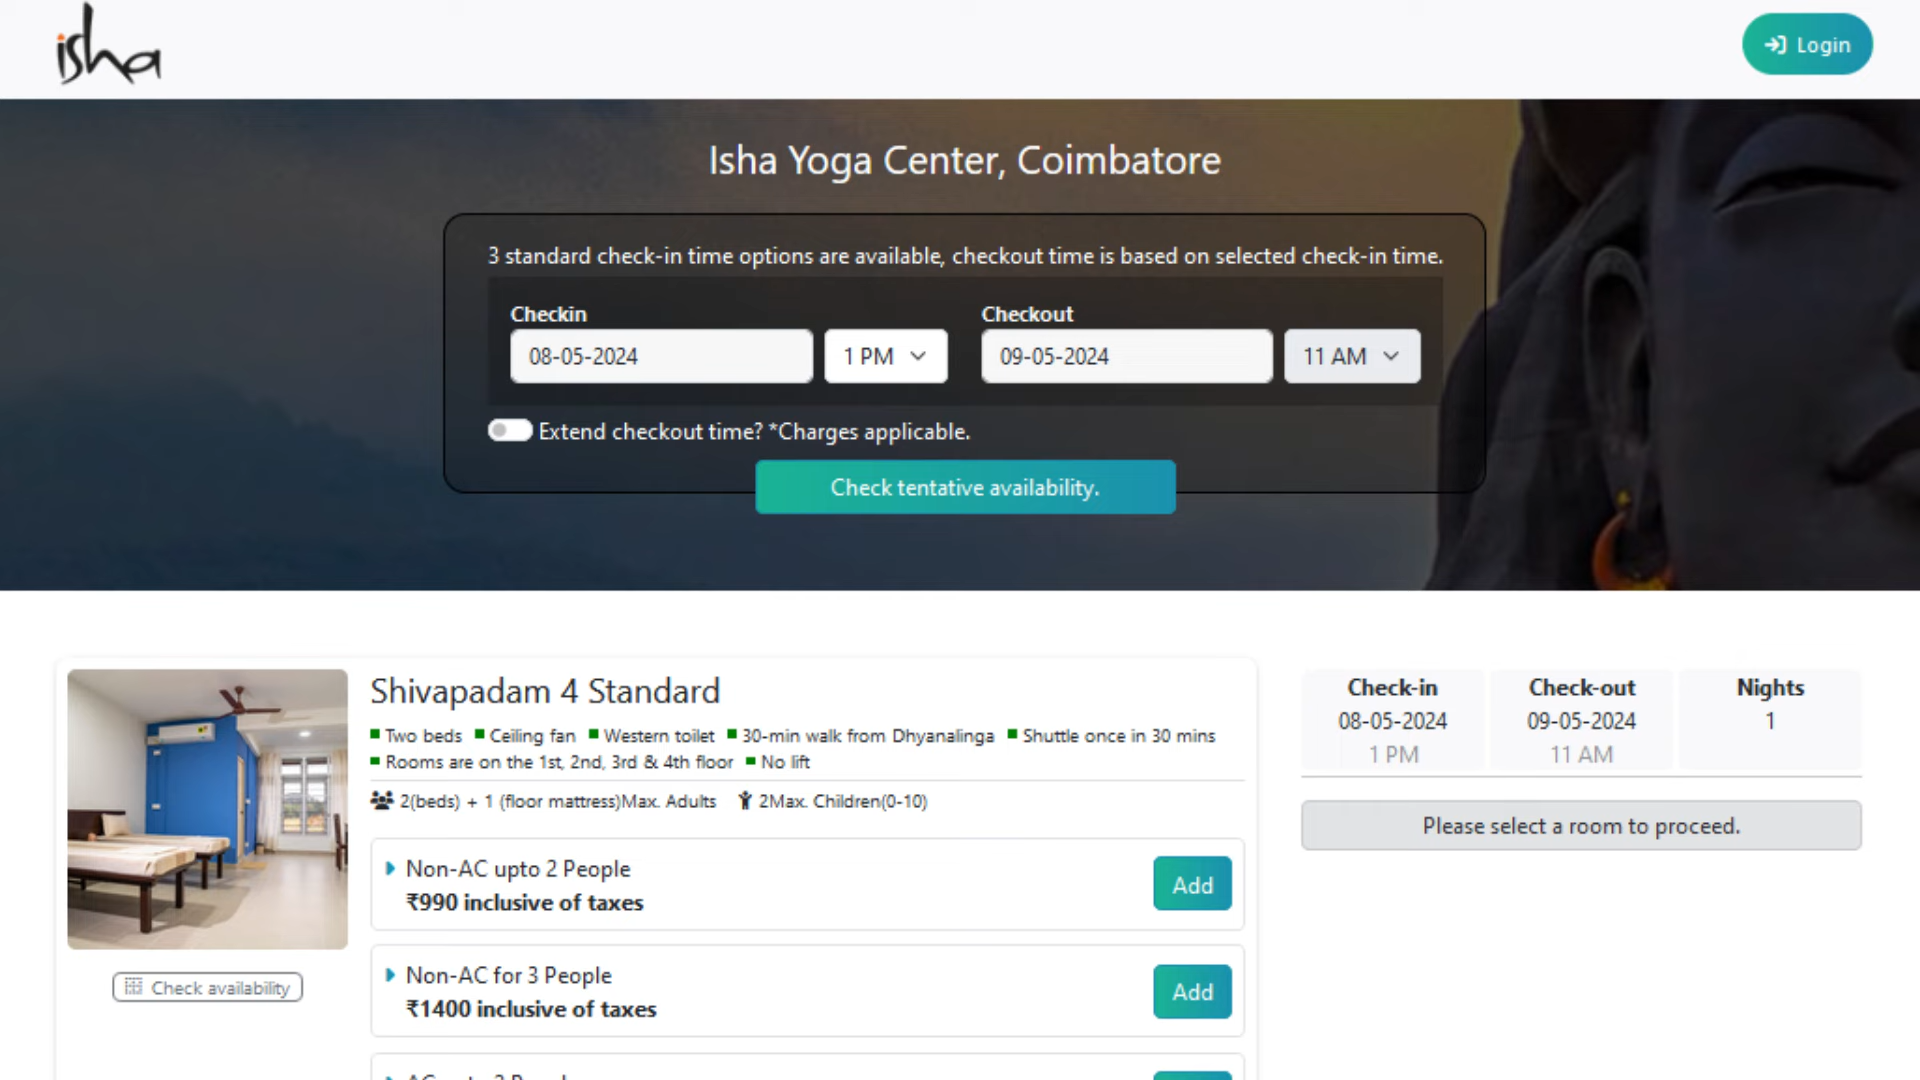 isha
Login
Isha Yoga Center, Coimbatore
3 standard check-in time options are available, checkout time is based on selected check-in time.
Checkin
Checkout
08-05-2024
1 PM
09-05-2024
11 AM
Extend checkout time? *Charges applicable.
Check tentative availability.
Shivapadam 4 Standard
Two beds Ceiling fan Western toilet 30-min walk from Dhyanalinga Shuttle once in 30 mins
Rooms are on the 1st, 2nd, 3rd & 4th floor No lift
2(beds) + 1 (floor mattress)Max. Adults 2Max. Children(0-10)
Non-AC upto 2 People
₹990 inclusive of taxes
Add
Non-AC for 3 People
₹1400 inclusive of taxes
Add
Check availability
Check-in
08-05-2024
1 PM
Check-out
09-05-2024
11 AM
Nights
1
Please select a room to proceed.